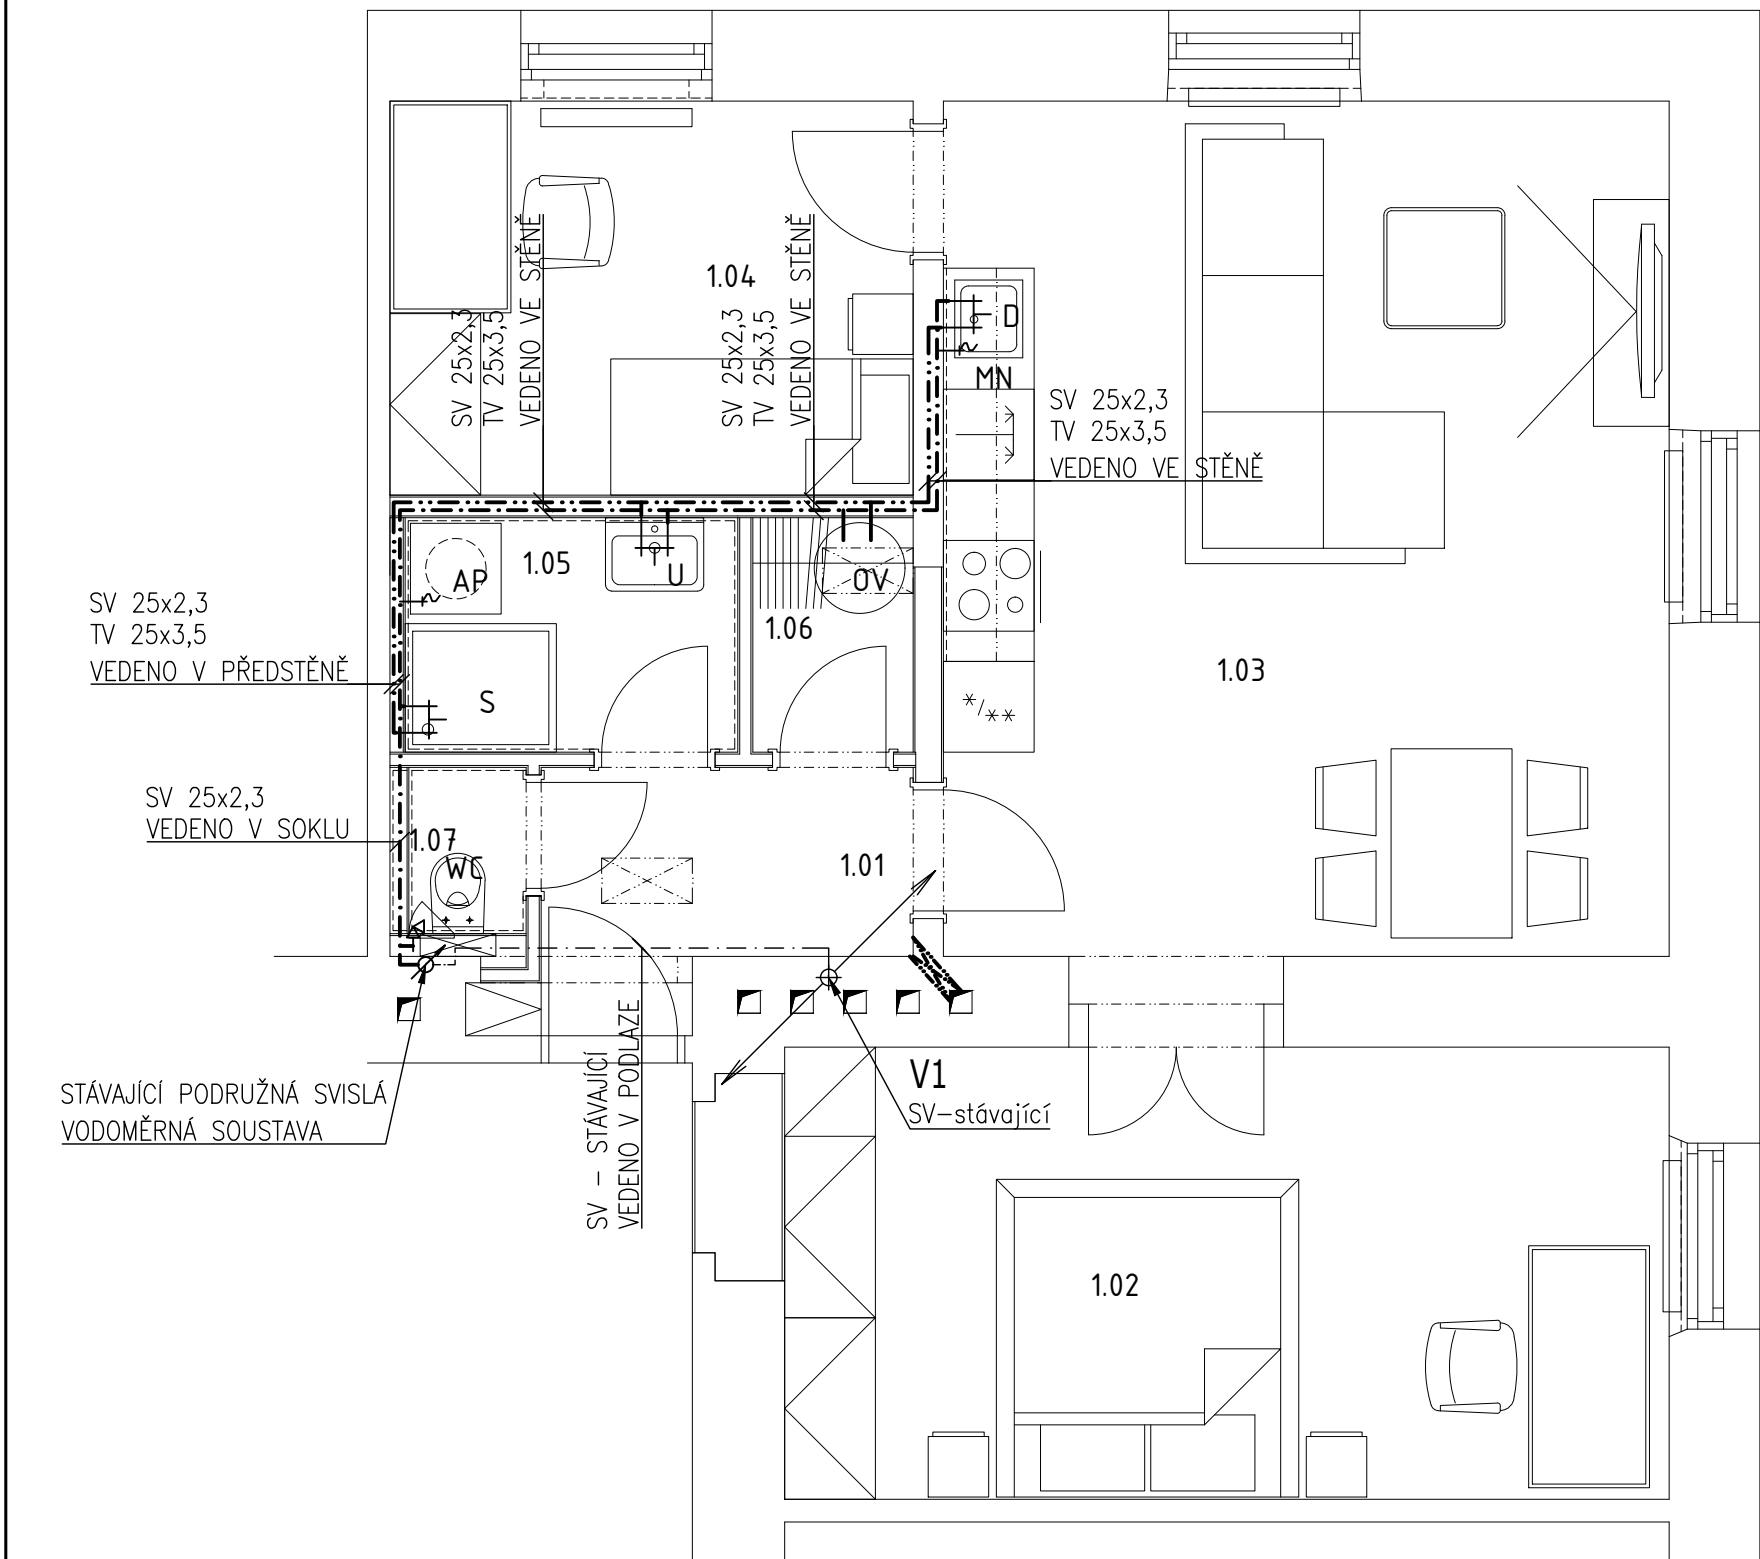 1.04
SV 25x2,3
TV 25x3,5
VEDENO VE STĚNĚ
SV 25x2,3
TV 25x3,5
VEDENO VE STĚNĚ
D
MN
SV 25x2,3
TV 25x3,5
VEDENO VE STĚNĚ
1.05
AP
U
OV
1.06
SV 25x2,3
TV 25x3,5
VEDENO V PŘEDSTĚNĚ
S
1.03
*/**
SV 25x2,3
VEDENO V SOKLU
1.07
WC
1.01
STÁVAJÍCÍ PODRUŽNÁ SVISLÁ
VODOMĚRNÁ SOUSTAVA
SV - STÁVAJÍCÍ
VEDENO V PODLAZE
V1
SV-stávající
1.02